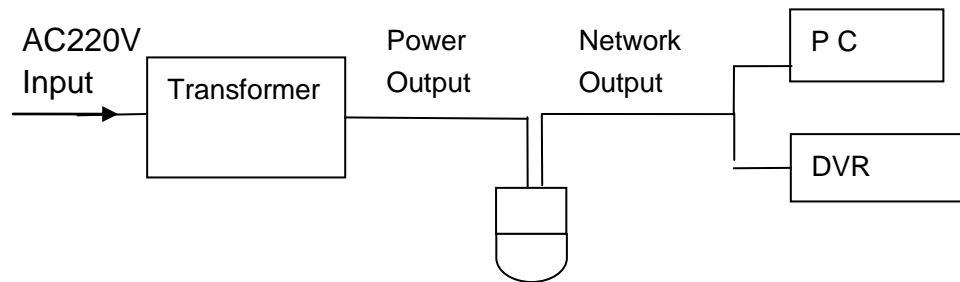 AC220V
Input
Transformer
Power
Output
Network
Output
P C
DVR